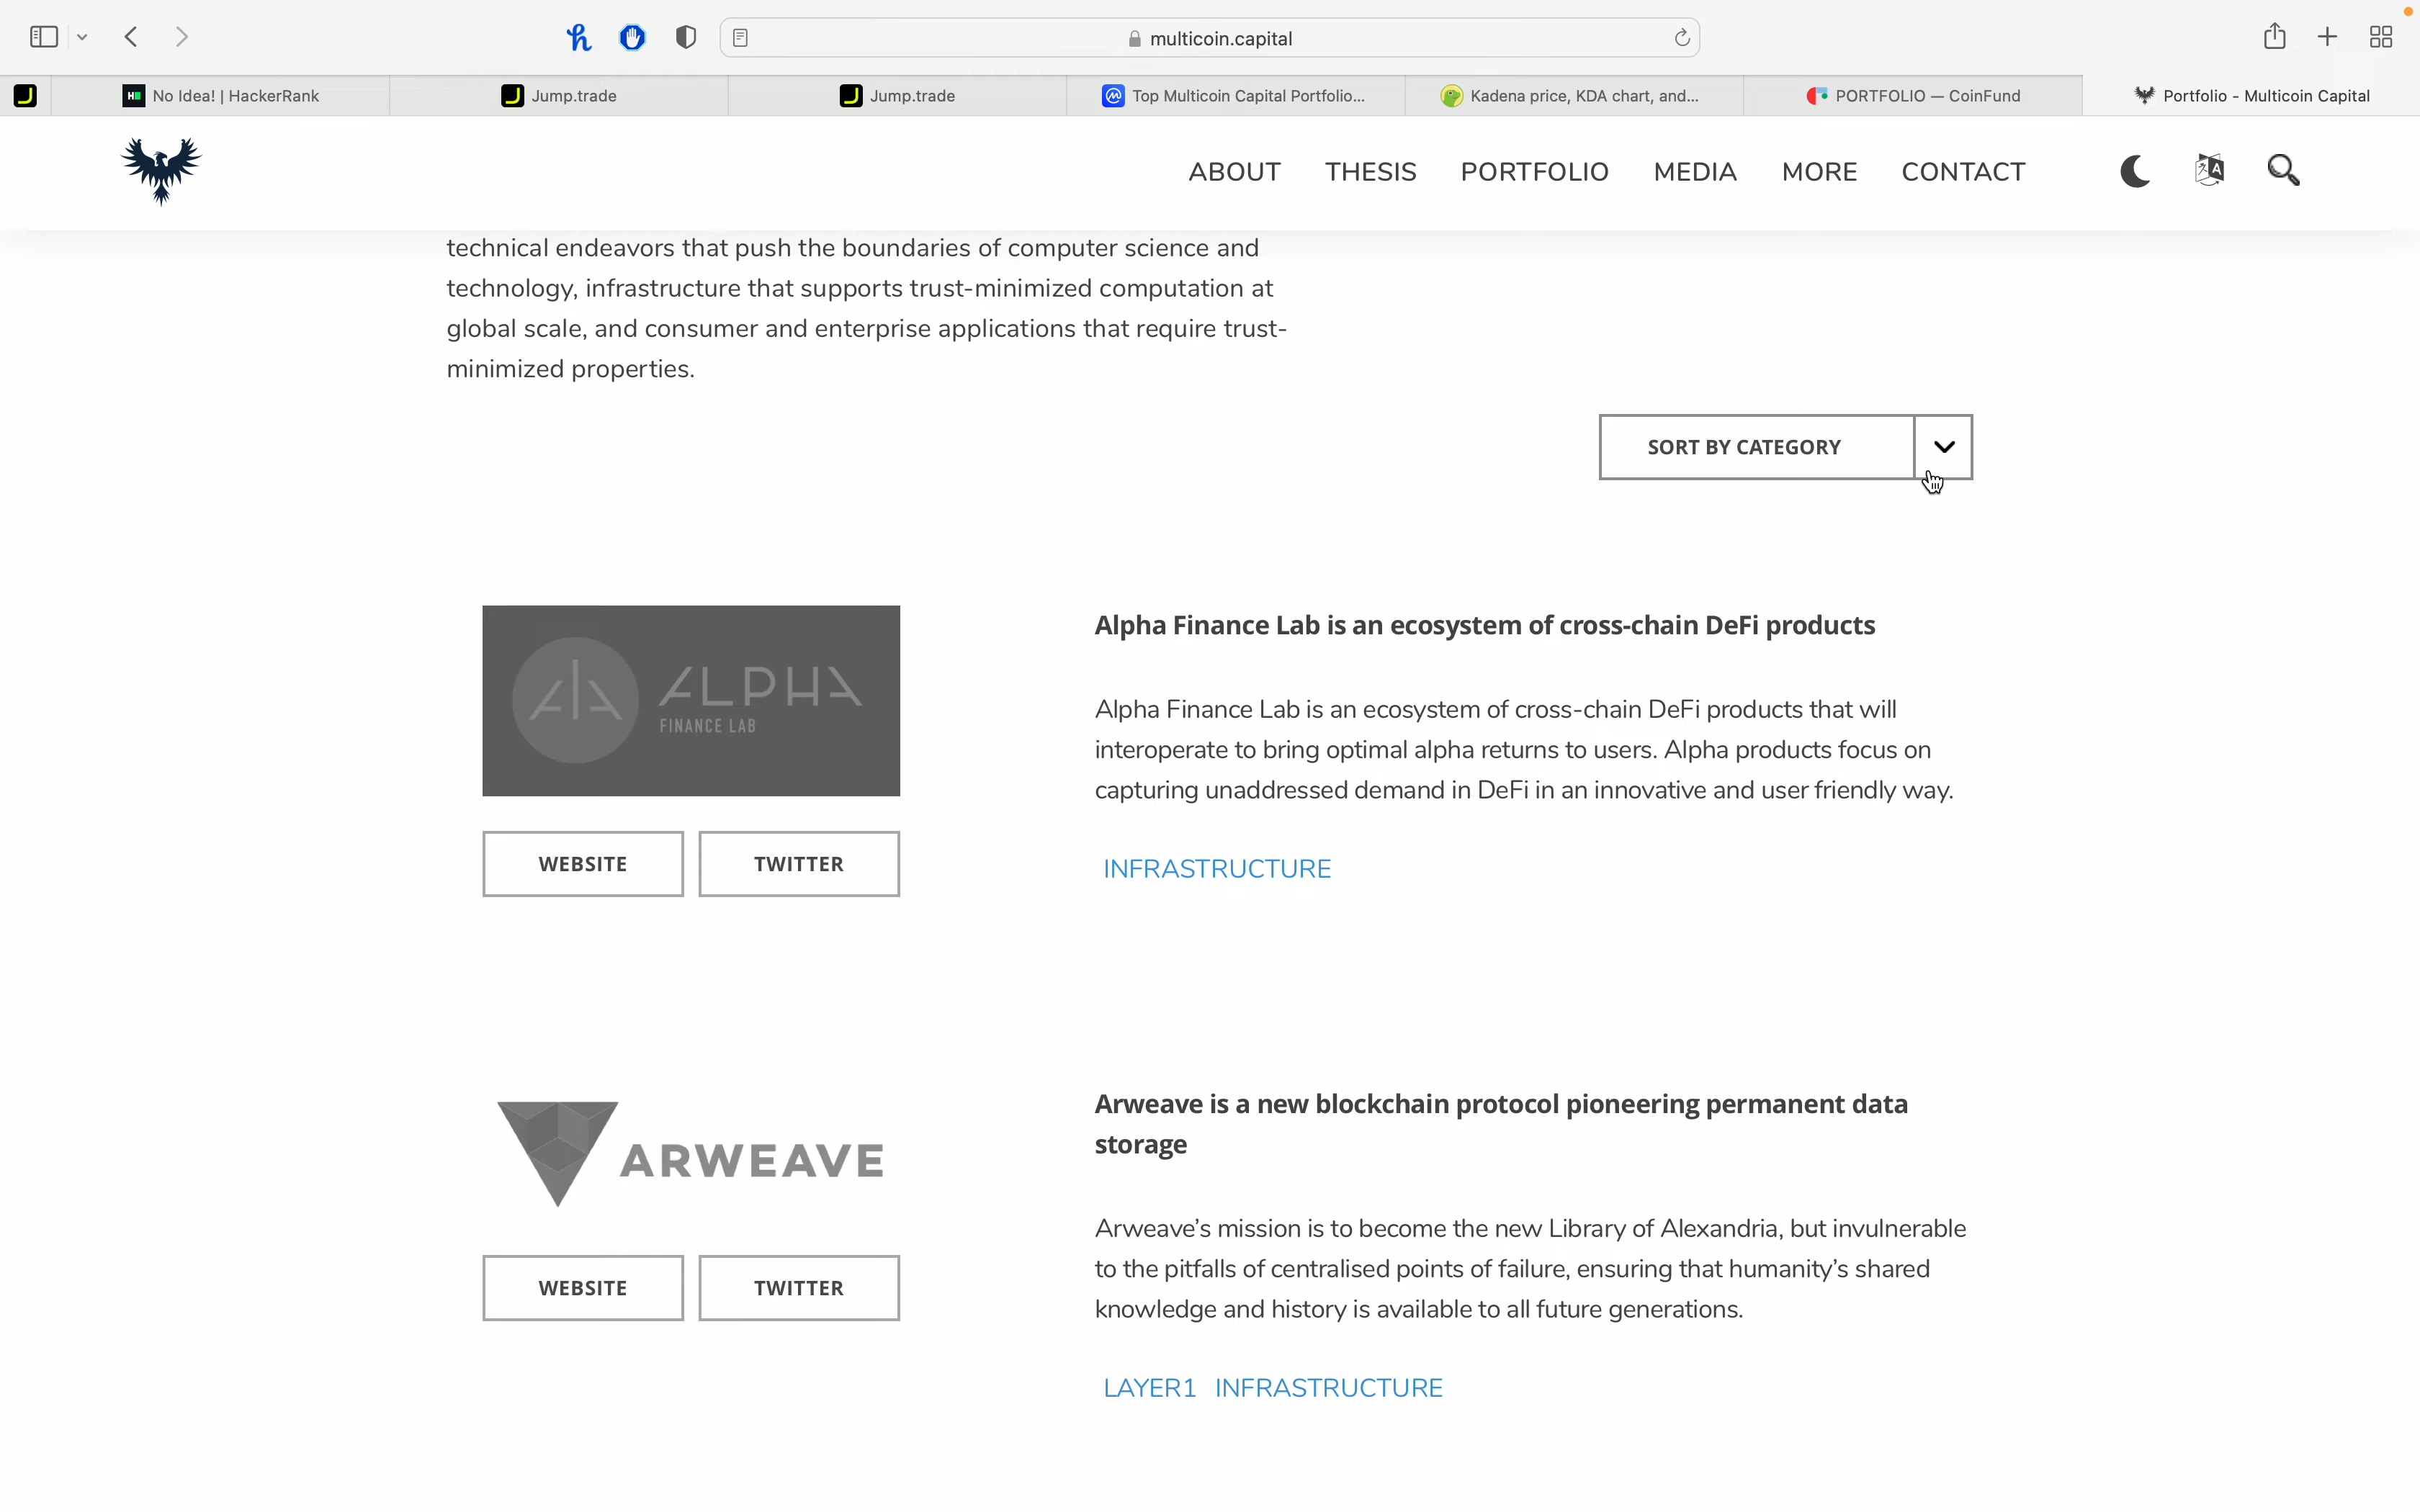 multicoin.capital
No Idea! | HackerRank
Jump.trade
Jump.trade
Top Multicoin Capital Portfolio...
Kadena price, KDA chart, and...
PORTFOLIO — CoinFund
Portfolio - Multicoin Capital
ABOUT THESIS PORTFOLIO MEDIA MORE CONTACT
technical endeavors that push the boundaries of computer science and
technology, infrastructure that supports trust-minimized computation at
global scale, and consumer and enterprise applications that require trust-
minimized properties.
SORT BY CATEGORY
ALPHA
FINANCE LAB
WEBSITE
TWITTER
Alpha Finance Lab is an ecosystem of cross-chain DeFi products
Alpha Finance Lab is an ecosystem of cross-chain DeFi products that will
interoperate to bring optimal alpha returns to users. Alpha products focus on
capturing unaddressed demand in DeFi in an innovative and user friendly way.
INFRASTRUCTURE
ARWEAVE
WEBSITE
TWITTER
Arweave is a new blockchain protocol pioneering permanent data
storage
Arweave's mission is to become the new Library of Alexandria, but invulnerable
to the pitfalls of centralised points of failure, ensuring that humanity's shared
knowledge and history is available to all future generations.
LAYER1 INFRASTRUCTURE